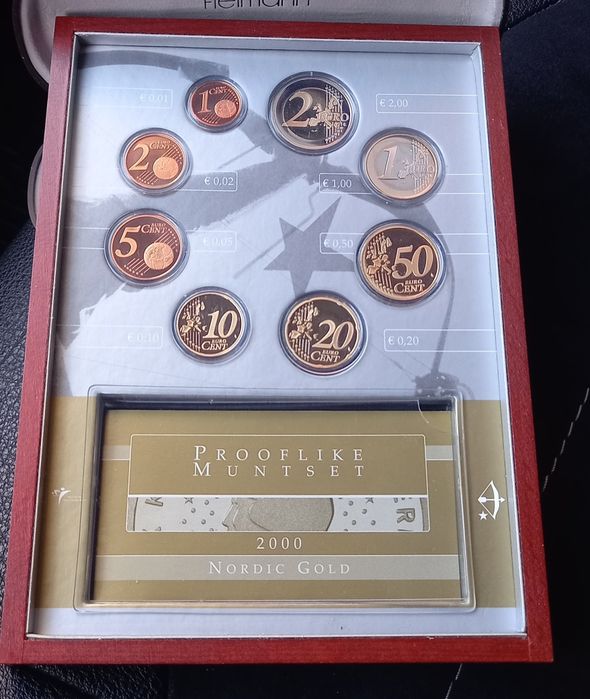 Fielmann
1 CENT
€ 0,01
2 EURO
€ 2,00
2 EURO CENT
€ 0,02
1 EURO
€ 1,00
5 EURO CENT
€ 0,05
50 EURO CENT
€ 0,50
10 EURO CENT
€ 0,10
20 EURO CENT
€ 0,20
PROOFLIKE
MUNTSET
ER
2000
NORDIC GOLD